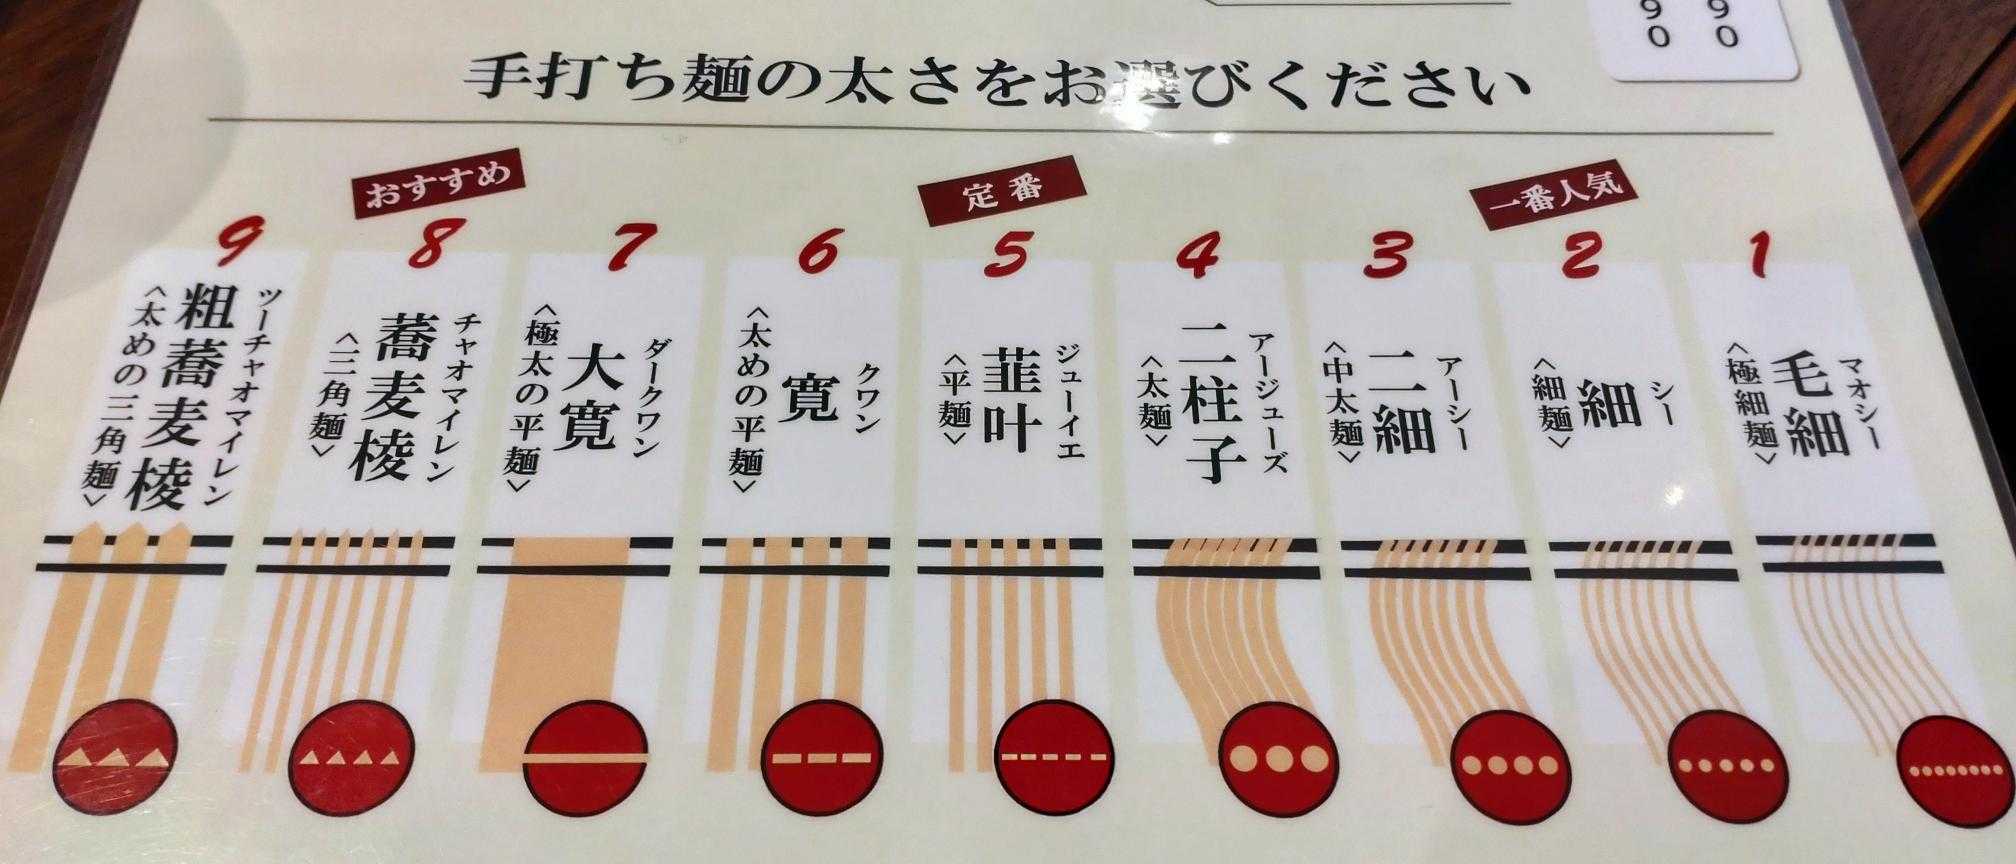 ９０
９０
手打ち麺の太さをお選びください
一番人気
定番
おすすめ
1
マオシー
毛細
〈極細麺〉
2
シー
細
〈細麺〉
3
アーシー
二細
〈中太麺〉
4
アージューズ
二柱子
〈太麺〉
5
ジューイエ
韮叶
〈平麺〉
6
クワン
寛
〈太めの平麺〉
7
ダークワン
大寛
〈極太の平麺〉
8
チャオマイレン
蕎麦棱
〈三角麺〉
9
ツーチャオマイレン
粗蕎麦棱
〈太めの三角麺〉